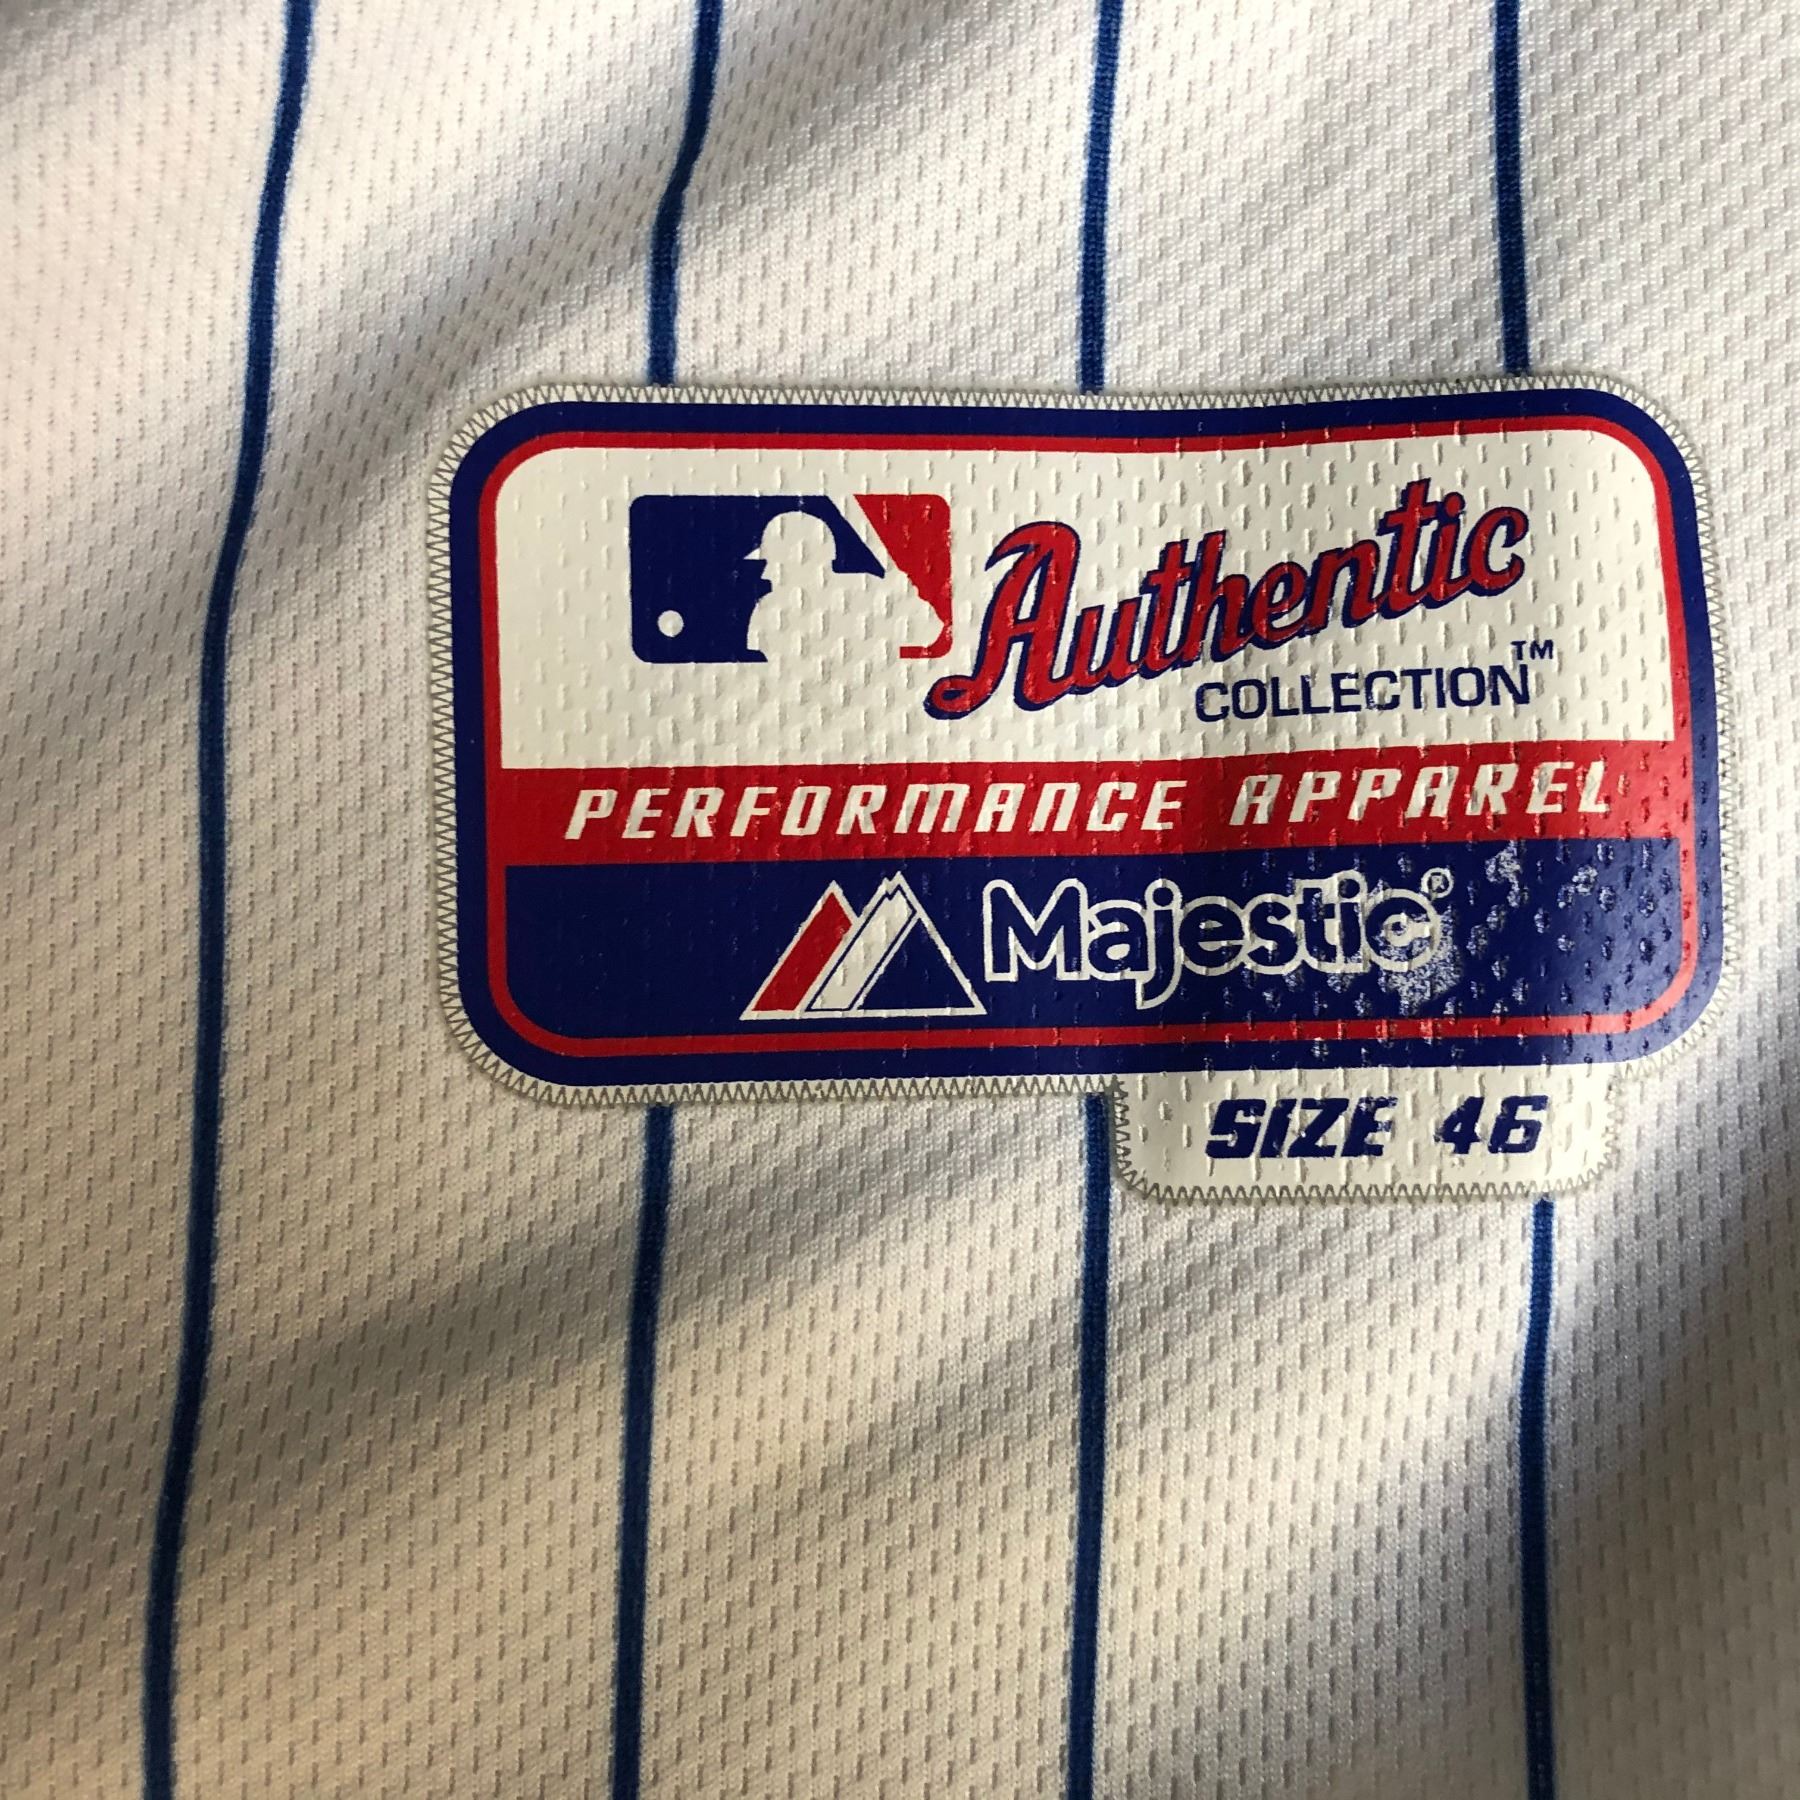 Authentic
COLLECTION™
PERFORMANCE APPAREL
Majestic®
SIZE 46